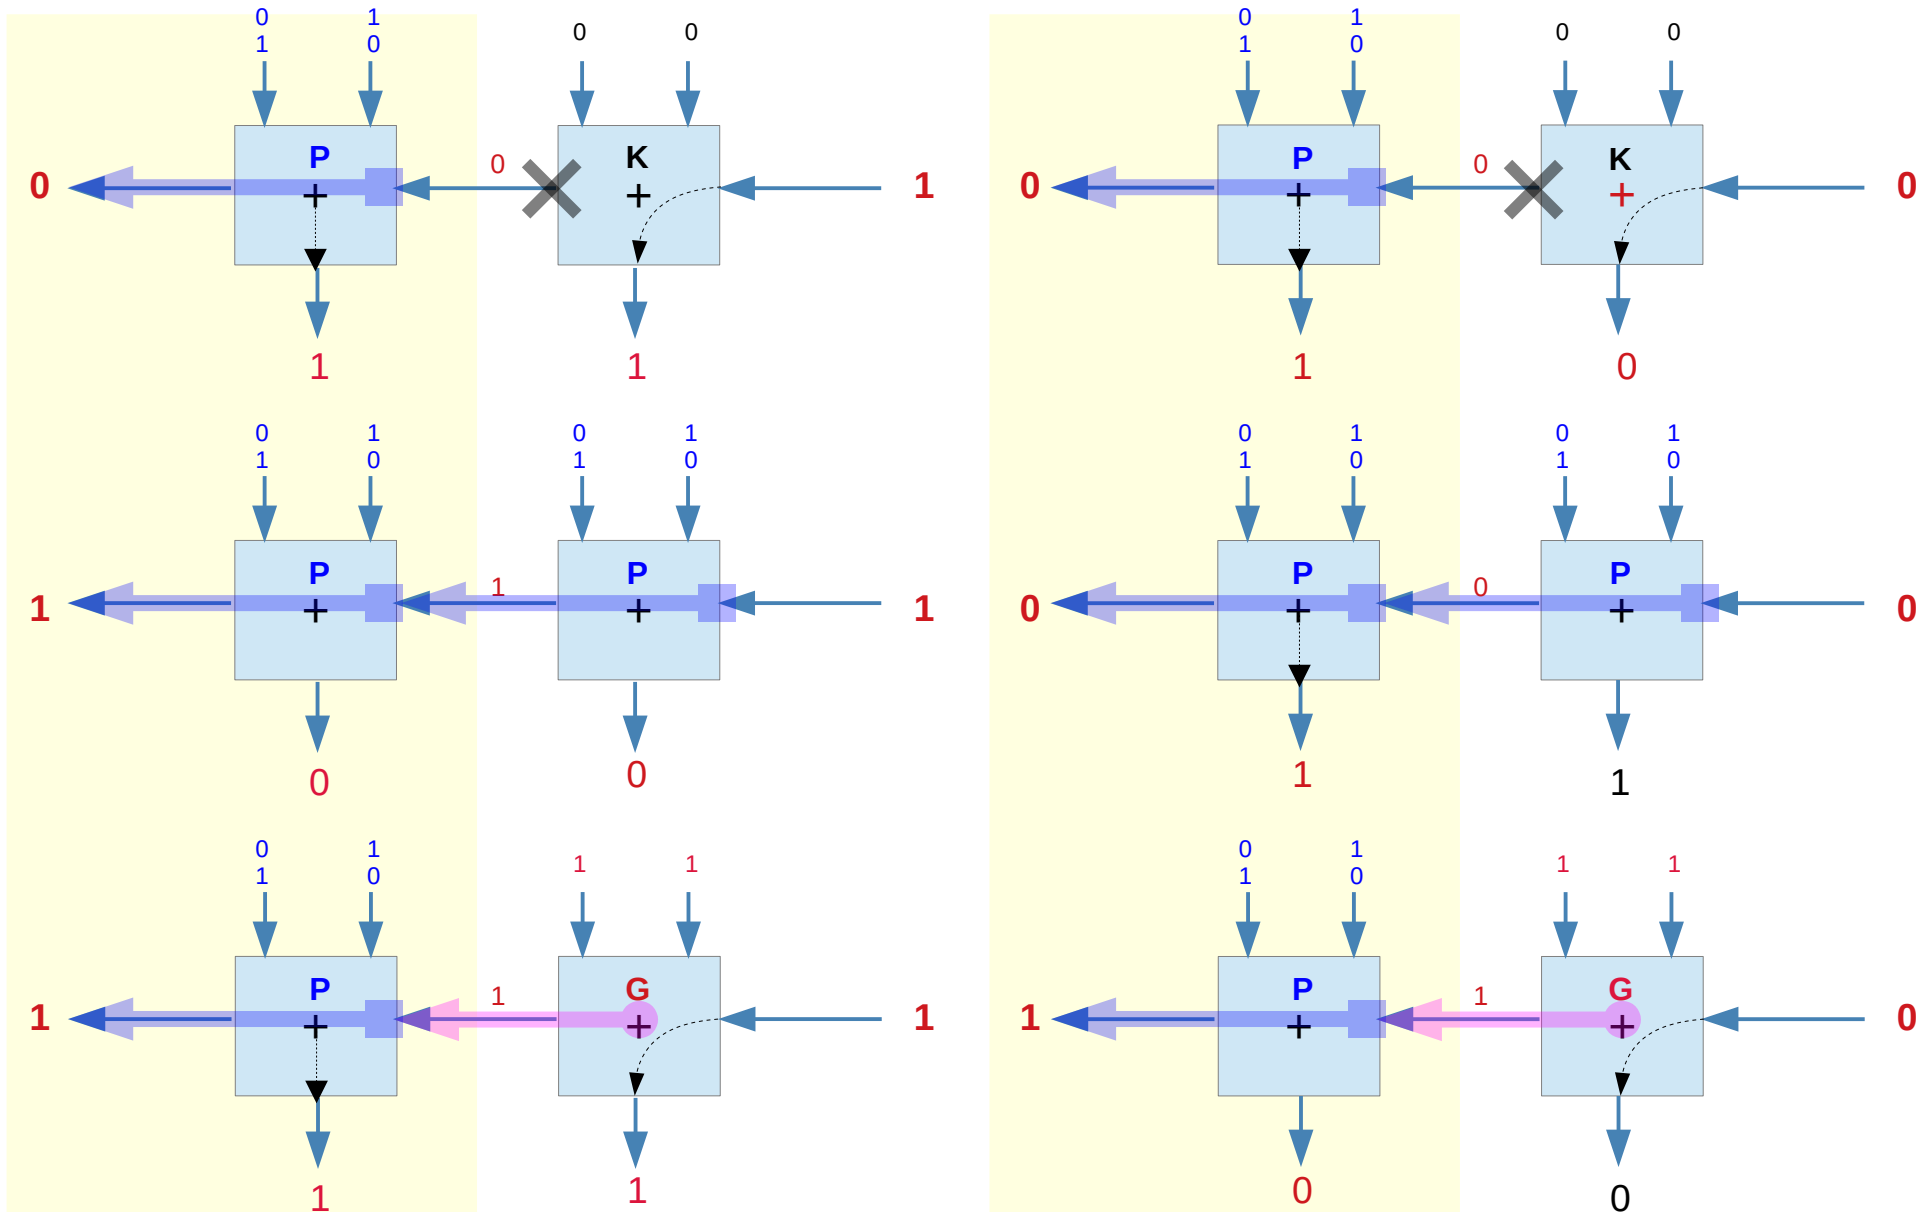 0 1 0 1
1 0 0 0 1 0 0 0
P K P K
0 + 0 + 1 0 + 0 + 0
1 1 1 0
0 1 0 1 0 1 0 1
1 0 1 0 1 0 1 0
P P P P
1 + 1 + 1 0 + 0 + 0
0 0 1 1
0 1 1 1 0 1 1 1
1 0 1 0
P G P G
1 + 1 + 1 1 + 1 + 0
1 1 0 0